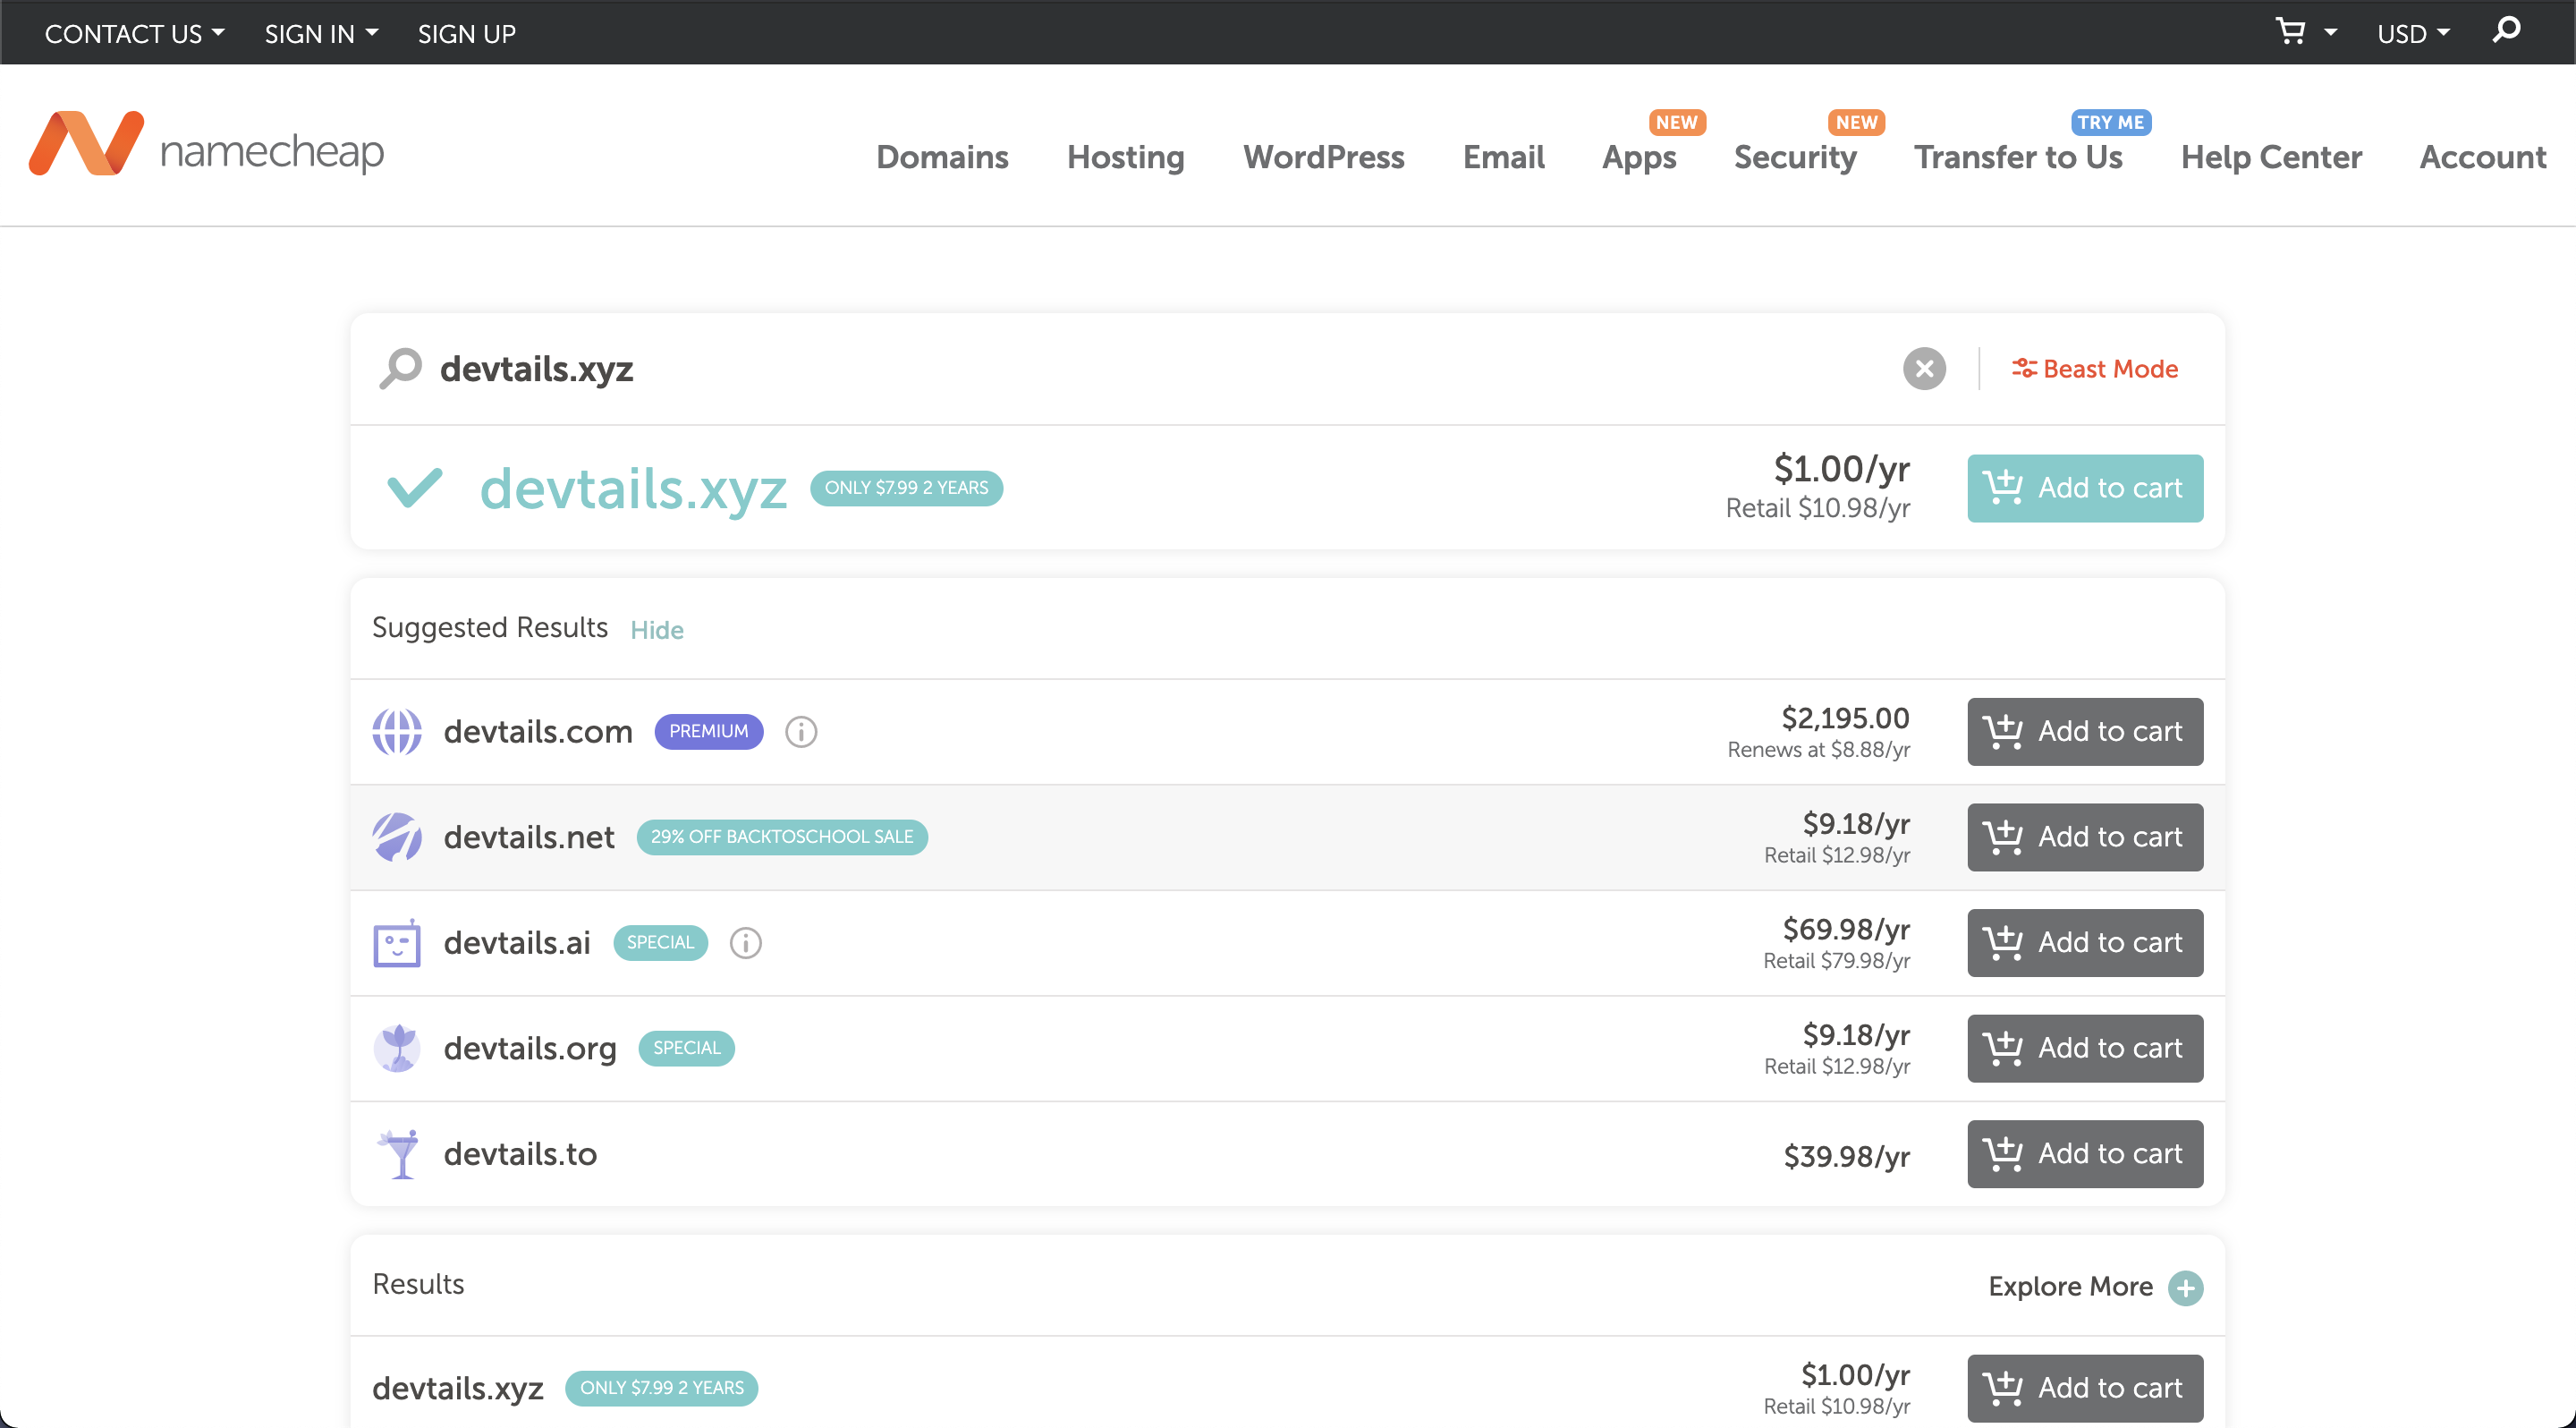 CONTACT US SIGN IN SIGN UP USD
namecheap
NEW NEW TRY ME
Domains Hosting WordPress Email Apps Security Transfer to Us Help Center Account
devtails.xyz Beast Mode
devtails.xyz ONLY $7.99 2 YEARS $1.00/yr Add to cart
Retail $10.98/yr
Suggested Results Hide
devtails.com PREMIUM $2,195.00 Add to cart
Renews at $8.88/yr
devtails.net 29% OFF BACKTOSCHOOL SALE $9.18/yr Add to cart
Retail $12.98/yr
devtails.ai SPECIAL $69.98/yr Add to cart
Retail $79.98/yr
devtails.org SPECIAL $9.18/yr Add to cart
Retail $12.98/yr
devtails.to $39.98/yr Add to cart
Results Explore More
devtails.xyz ONLY $7.99 2 YEARS $1.00/yr Add to cart
Retail $10.98/yr